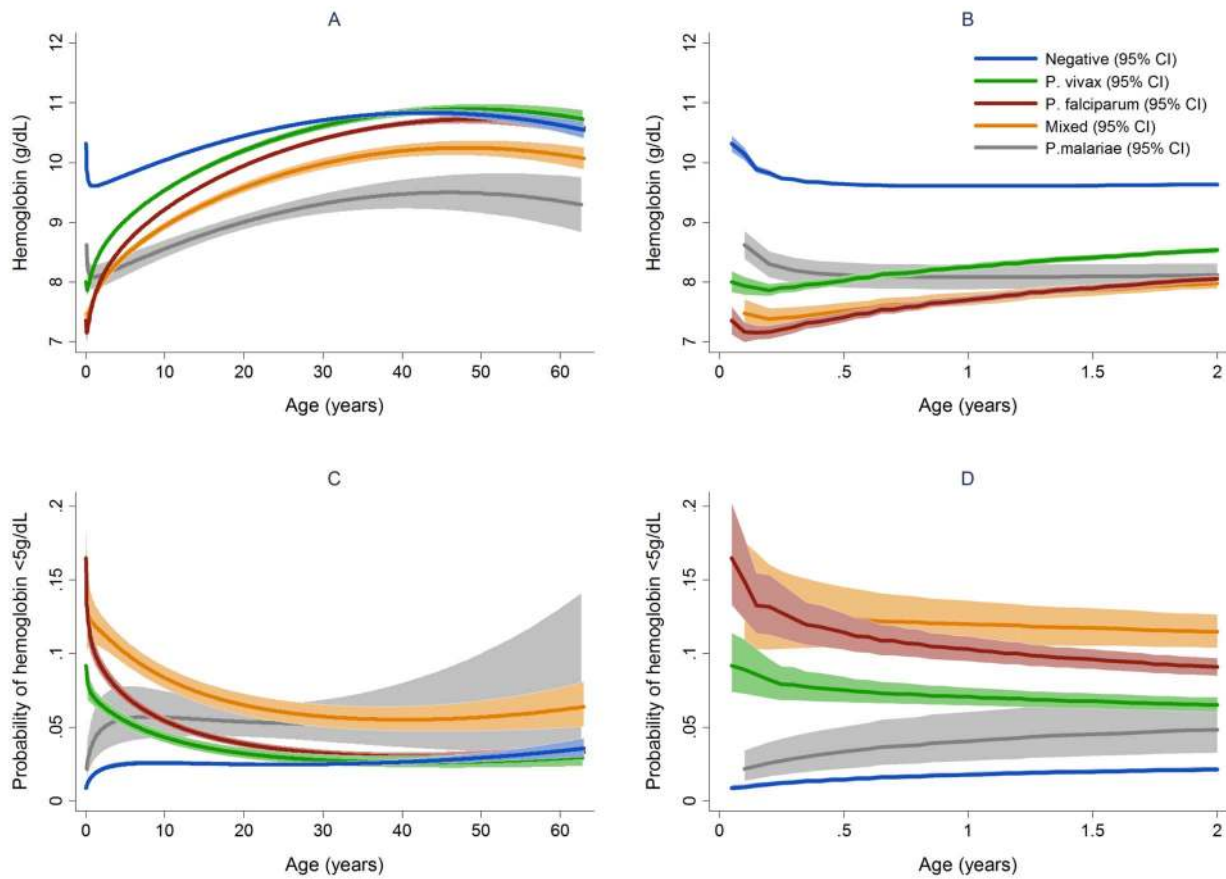 A
Hemoglobin (g/dL)
12
11
10
9
8
7
0 10 20 30 40 50 60
Age (years)
B
Negative (95% CI)
P. vivax (95% CI)
P. falciparum (95% CI)
Mixed (95% CI)
P.malariae (95% CI)
Hemoglobin (g/dL)
12
11
10
9
8
7
0 .5 1 1.5 2
Age (years)
C
Probability of hemoglobin <5g/dL
.2
.15
.1
.05
0
0 10 20 30 40 50 60
Age (years)
D
Probability of hemoglobin <5g/dL
.2
.15
.1
.05
0
0 .5 1 1.5 2
Age (years)